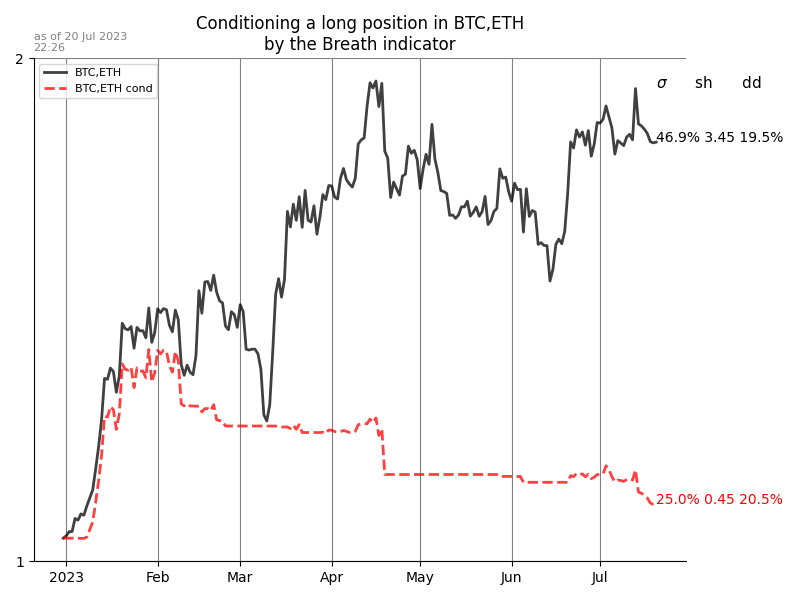 Conditioning a long position in BTC,ETH
by the Breath indicator
as of 20 Jul 2023
22:26
2
BTC,ETH
BTC,ETH cond
σ sh dd
46.9% 3.45 19.5%
25.0% 0.45 20.5%
1
2023 Feb Mar Apr May Jun Jul